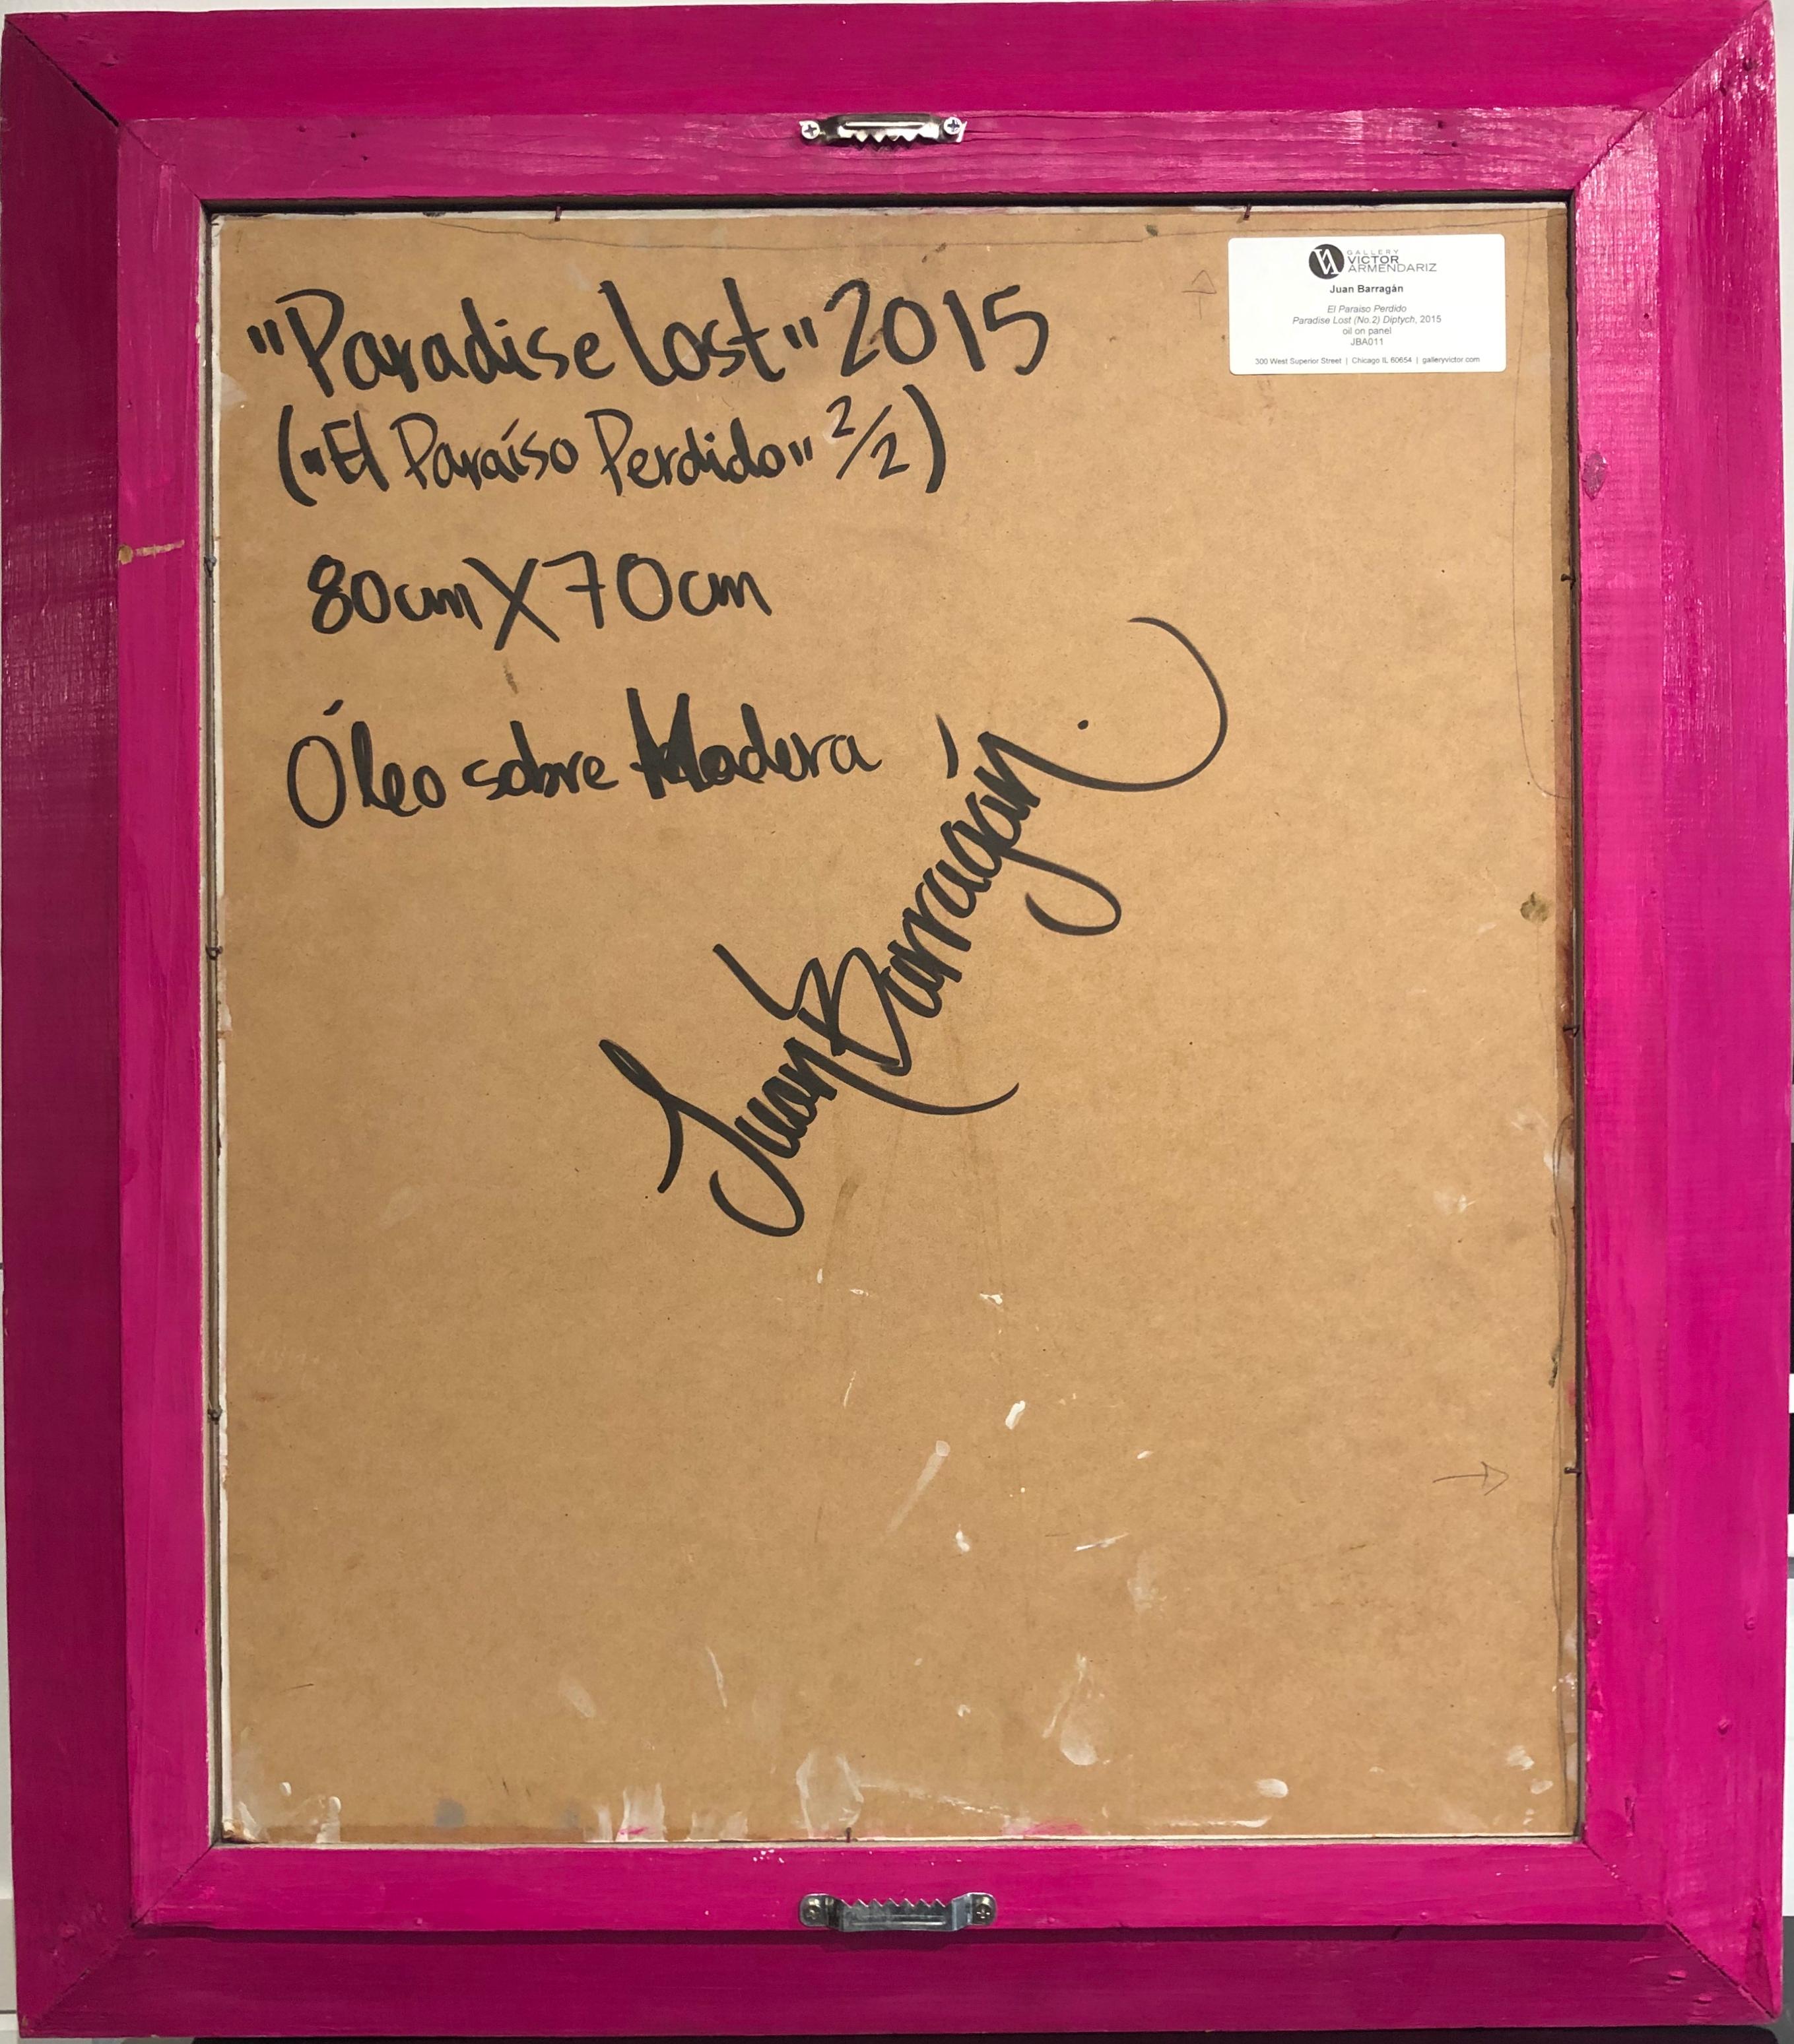 "Paradise Lost" 2015
("El Paraíso Perdido" 2/2)
80cm X 70cm
Óleo sobre Madera
Juan Barragán.
GALLERY
VICTOR
ARMENDARIZ
Juan Barragán
El Paraiso Perdido
Paradise Lost (No.2) Diptych, 2015
oil on panel
JBA011
300 West Superior Street | Chicago IL 60654 | galleryvictor.com